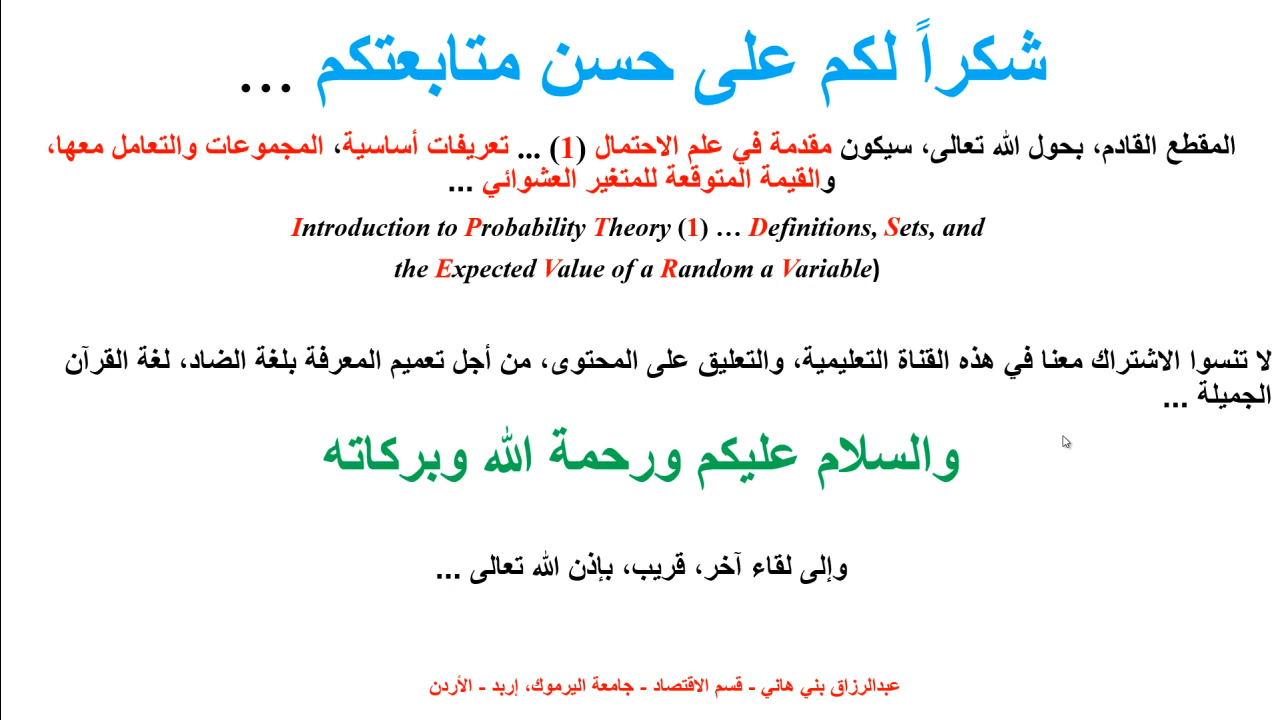 شكراً لكم على حسن متابعتكم ...
المقطع القادم، بحول الله تعالى، سيكون مقدمة في علم الاحتمال (1) ... تعريفات أساسية، المجموعات والتعامل معها،
والقيمة المتوقعة للمتغير العشوائي ...
Introduction to Probability Theory (1) … Definitions, Sets, and
the Expected Value of a Random a Variable)
لا تنسوا الاشتراك معنا في هذه القناة التعليمية، والتعليق على المحتوى، من أجل تعميم المعرفة بلغة الضاد، لغة القرآن
الجميلة ...
والسلام عليكم ورحمة الله وبركاته
وإلى لقاء آخر، قريب، بإذن الله تعالى ...
عبدالرزاق بني هاني - قسم الاقتصاد - جامعة اليرموك، إربد - الأردن